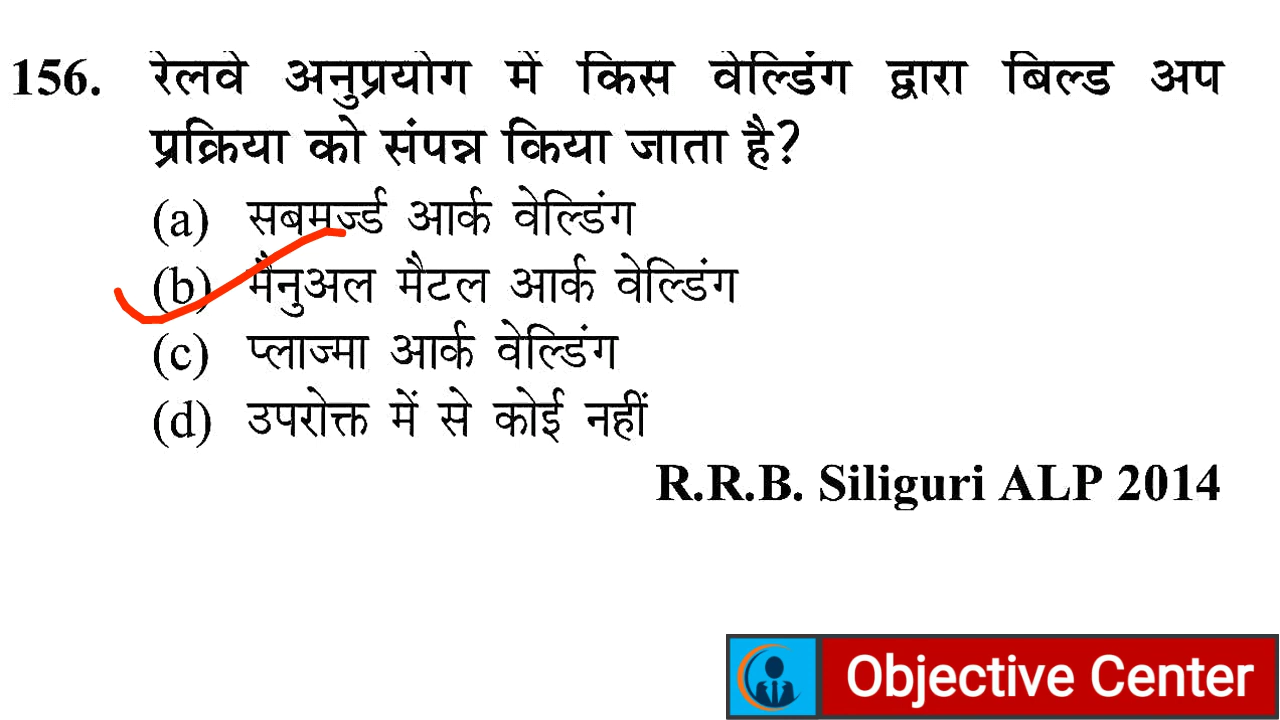 156. रेलवे अनुप्रयोग में किस वेल्डिंग द्वारा बिल्ड अप
प्रक्रिया को संपन्न किया जाता है?
(a) सबमर्ज्ड आर्क वेल्डिंग
(b) मैनुअल मैटल आर्क वेल्डिंग
(c) प्लाज्मा आर्क वेल्डिंग
(d) उपरोक्त में से कोई नहीं
R.R.B. Siliguri ALP 2014
Objective Center